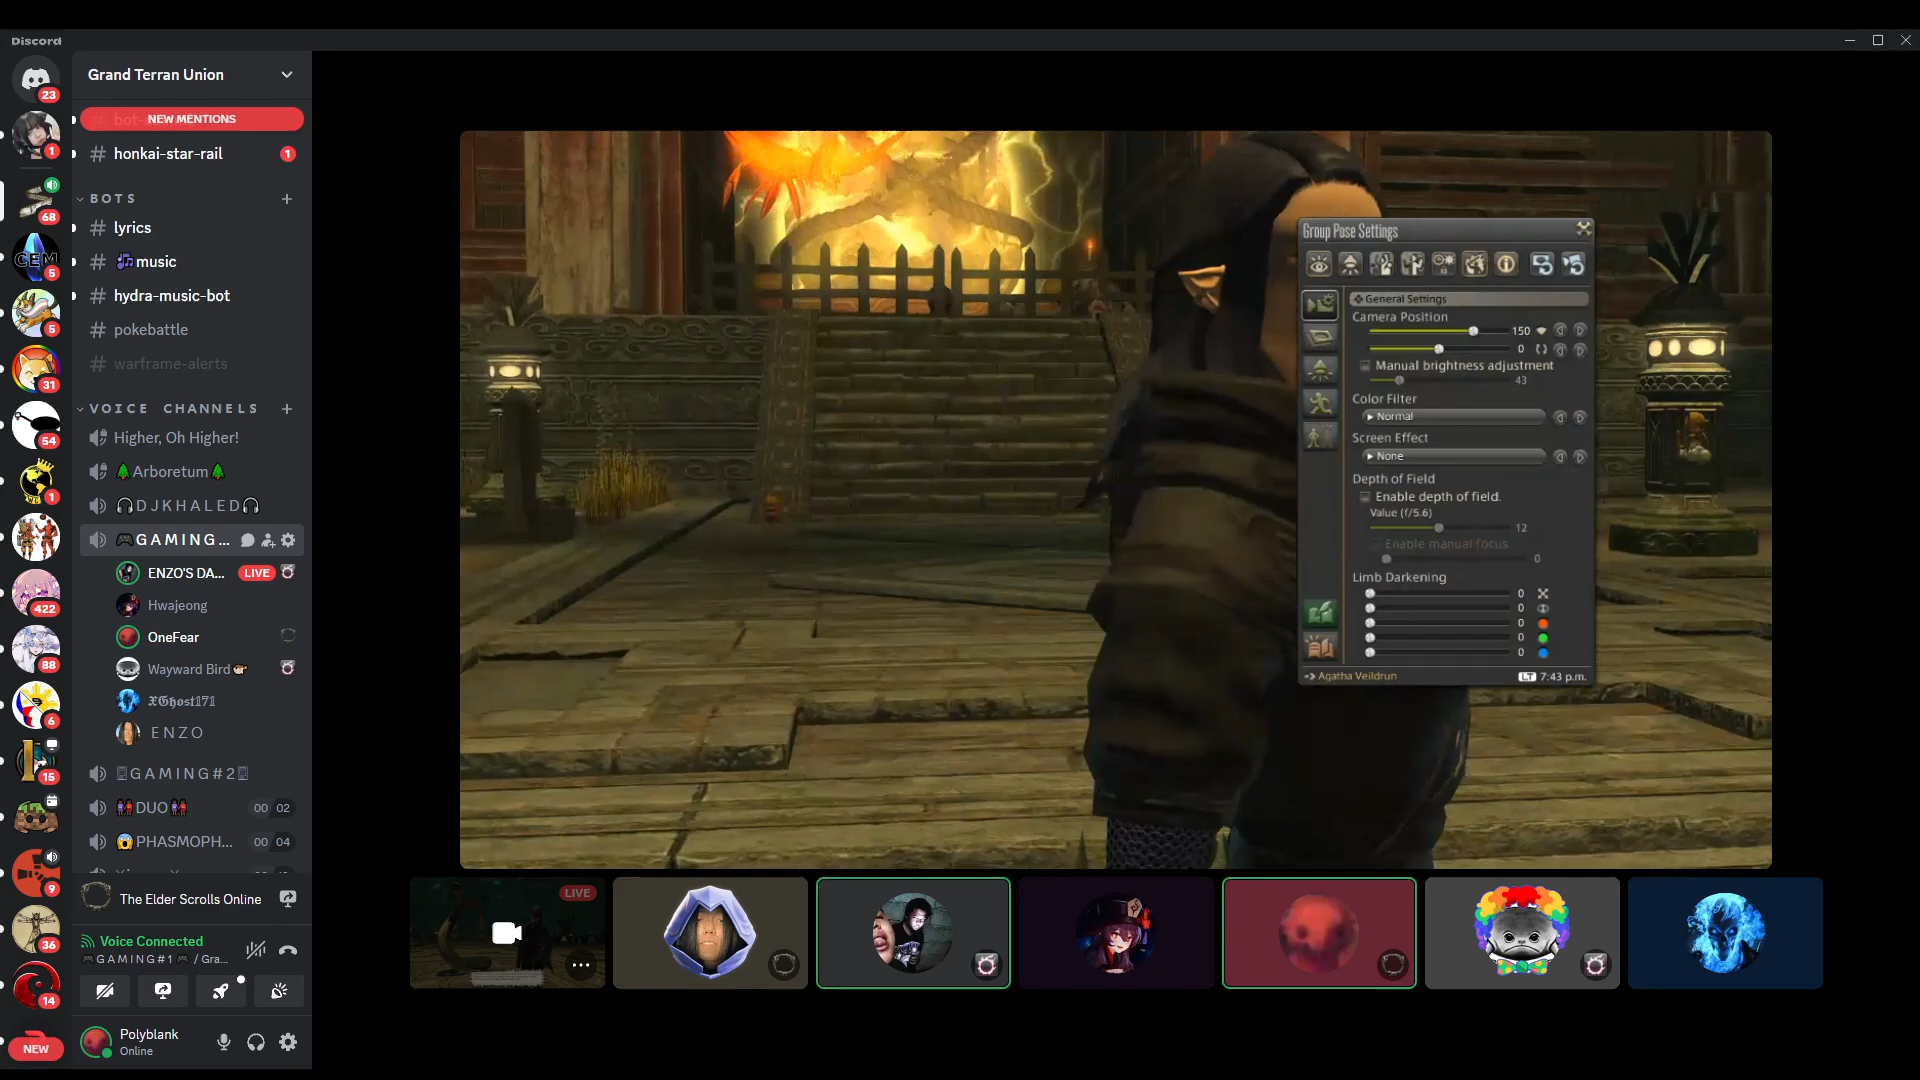 Discord
23
1
68
5
5
31
54
1
422
88
6
15
9
36
14
NEW
CEM
Grand Terran Union
NEW MENTIONS
honkai-star-rail
1
BOTS
lyrics
🎶music
hydra-music-bot
pokebattle
warframe-alerts
VOICE CHANNELS
Higher, Oh Higher!
🌲Arboretum🌲
🎧DJKHALED🎧
🎮GAMING...
ENZO'S DA... LIVE
Hwajeong
OneFear
Wayward Bird
𝔛𝔊𝔥𝔬𝔰𝔱171
ENZO
GAMING#2
DUO 00 02
😱PHASMOPH... 00 04
The Elder Scrolls Online
Voice Connected
🎮GAMING#1🎮 / Gra...
Polyblank
Online
Group Pose Settings
General Settings
Camera Position
150
0
Manual brightness adjustment
43
Color Filter
Normal
Screen Effect
None
Depth of Field
Enable depth of field.
Value (f/5.6)
12
Enable manual focus.
0
Limb Darkening
0
0
0
0
0
Agatha Veildrun
LT 7:43 p.m.
LIVE